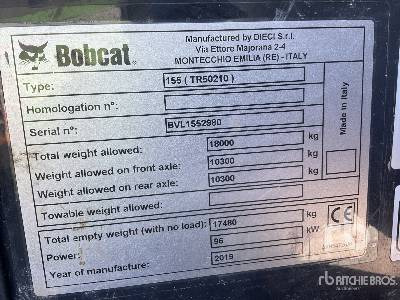 Bobcat
Manufactured by DIECI S.r.l.
Via Ettore Majorana 2-4
MONTECCHIO EMILIA (RE) - ITALY
Type: 155 ( TR50210 )
Homologation n°:
Serial n°: BVL1552980
Total weight allowed: 18000 kg
Weight allowed on front axle: 10300 kg
Weight allowed on rear axle: 10300 kg
Towable weight allowed:
Made in Italy
Total empty weight (with no load): 17480 kg
Power: 96 kW
Year of manufacture: 2019
CE
RITCHIE BROS.